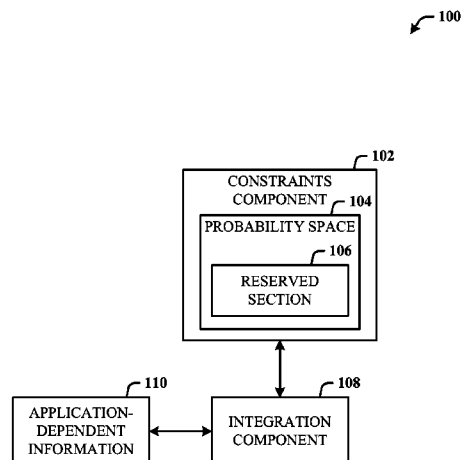 100
102
CONSTRAINTS
COMPONENT
104
PROBABILITY SPACE
106
RESERVED
SECTION
110
108
APPLICATION-
DEPENDENT
INFORMATION
INTEGRATION
COMPONENT